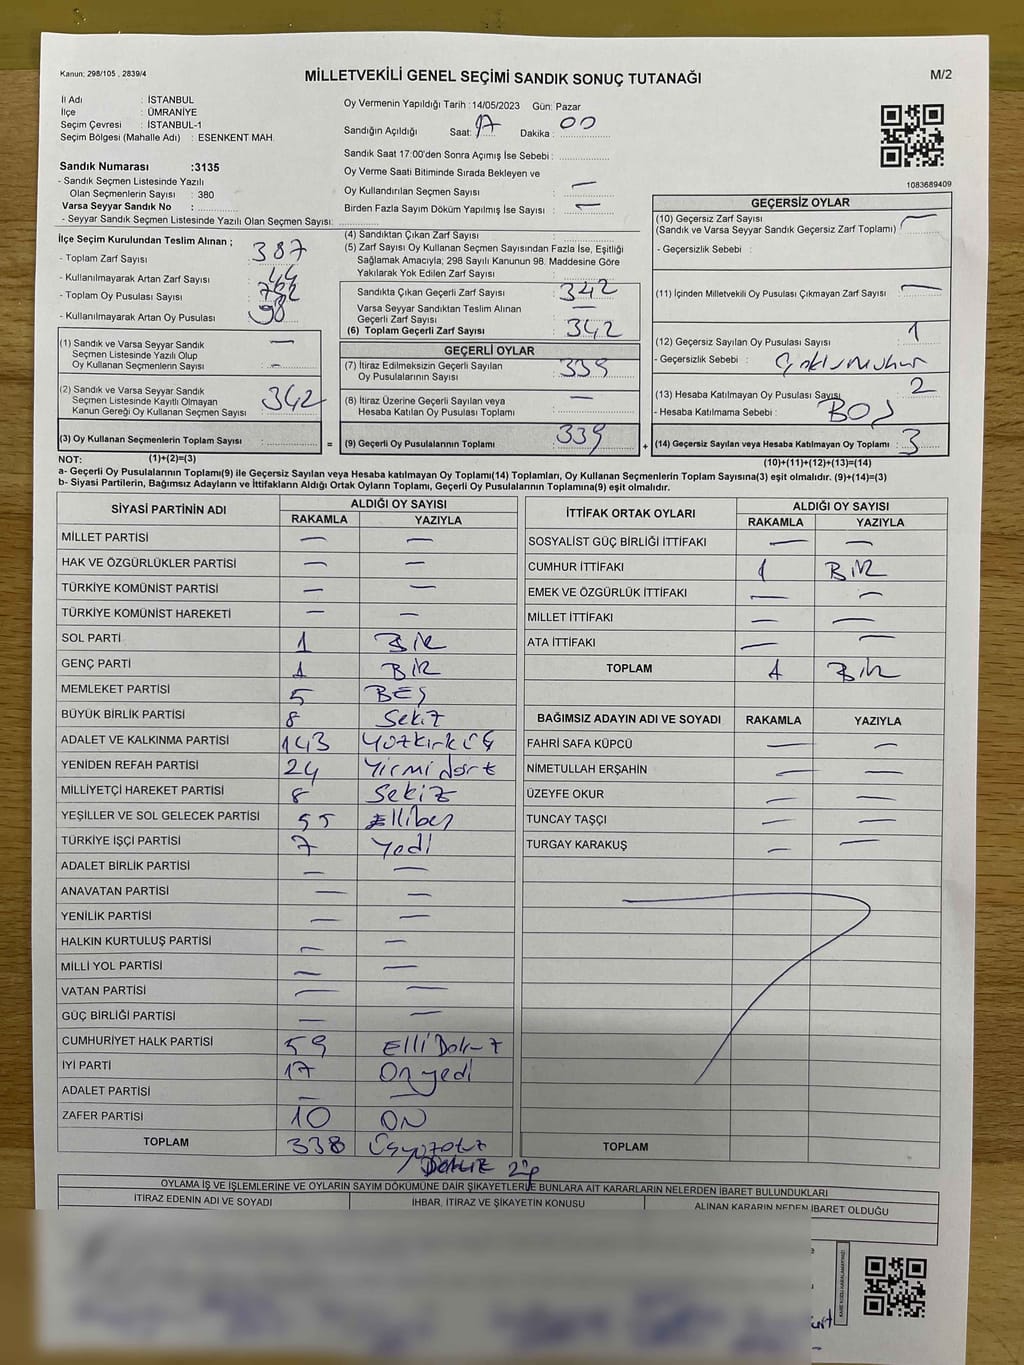 Kanun; 298/105 , 2839/4
MİLLETVEKİLİ GENEL SEÇİMİ SANDIK SONUÇ TUTANAĞI
M/2
İl Adı : İSTANBUL
İlçe : ÜMRANİYE
Seçim Çevresi : İSTANBUL-1
Seçim Bölgesi (Mahalle Adı) : ESENKENT MAH.
Sandık Numarası :3135
- Sandık Seçmen Listesinde Yazılı
Olan Seçmenlerin Sayısı : 380
Varsa Seyyar Sandık No :
- Seyyar Sandık Seçmen Listesinde Yazılı Olan Seçmen Sayısı:
Oy Vermenin Yapıldığı Tarih :14/05/2023 Gün: Pazar
Sandığın Açıldığı Saat: 17 Dakika : 00
Sandık Saat 17:00'den Sonra Açımış İse Sebebi :
Oy Verme Saati Bitiminde Sırada Bekleyen ve
Oy Kullandırılan Seçmen Sayısı —
Birden Fazla Sayım Döküm Yapılmış İse Sayısı : —
1083689409
İlçe Seçim Kurulundan Teslim Alınan ;
- Toplam Zarf Sayısı : 387
- Kullanılmayarak Artan Zarf Sayısı : 44
- Toplam Oy Pusulası Sayısı :
- Kullanılmayarak Artan Oy Pusulası : 98
(1) Sandık ve Varsa Seyyar Sandık —
Seçmen Listesinde Yazılı Olup
Oy Kullanan Seçmenlerin Sayısı : —
(2) Sandık ve Varsa Seyyar Sandık
Seçmen Listesinde Kayıtlı Olmayan
Kanun Gereği Oy Kullanan Seçmen Sayısı : 342
(3) Oy Kullanan Seçmenlerin Toplam Sayısı :
(4) Sandıktan Çıkan Zarf Sayısı :
(5) Zarf Sayısı Oy Kullanan Seçmen Sayısından Fazla İse, Eşitliği
Sağlamak Amacıyla; 298 Sayılı Kanunun 98. Maddesine Göre
Yakılarak Yok Edilen Zarf Sayısı :
Sandıkta Çıkan Geçerli Zarf Sayısı : 342
Varsa Seyyar Sandıktan Teslim Alınan
Geçerli Zarf Sayısı : —
(6) Toplam Geçerli Zarf Sayısı : 342
GEÇERLİ OYLAR
(7) İtiraz Edilmeksizin Geçerli Sayılan
Oy Pusulalarının Sayısı : 339
(8) İtiraz Üzerine Geçerli Sayılan veya
Hesaba Katılan Oy Pusulası Toplamı : —
= (9) Geçerli Oy Pusulalarının Toplamı : 339
GEÇERSİZ OYLAR
(10) Geçersiz Zarf Sayısı
(Sandık ve Varsa Seyyar Sandık Geçersiz Zarf Toplamı) —
- Geçersizlik Sebebi :
(11) İçinden Milletvekili Oy Pusulası Çıkmayan Zarf Sayısı : —
(12) Geçersiz Sayılan Oy Pusulası Sayısı : 1
- Geçersizlik Sebebi :
(13) Hesaba Katılmayan Oy Pusulası Sayısı : 2
- Hesaba Katılmama Sebebi : BOŞ
+ (14) Geçersiz Sayılan veya Hesaba Katılmayan Oy Toplamı : 3
NOT: (1)+(2)=(3)
(10)+(11)+(12)+(13)=(14)
a- Geçerli Oy Pusulalarının Toplamı(9) ile Geçersiz Sayılan veya Hesaba katılmayan Oy Toplamı(14) Toplamları, Oy Kullanan Seçmenlerin Toplam Sayısına(3) eşit olmalıdır. (9)+(14)=(3)
b- Siyasi Partilerin, Bağımsız Adayların ve İttifakların Aldığı Ortak Oyların Toplamı, Geçerli Oy Pusulalarının Toplamına(9) eşit olmalıdır.
SİYASİ PARTİNİN ADI ALDIĞI OY SAYISI
RAKAMLA YAZIYLA
MİLLET PARTİSİ — —
HAK VE ÖZGÜRLÜKLER PARTİSİ — —
TÜRKİYE KOMÜNİST PARTİSİ — —
TÜRKİYE KOMÜNİST HAREKETİ — —
SOL PARTİ 1 BİR
GENÇ PARTİ 1 BİR
MEMLEKET PARTİSİ 5 BEŞ
BÜYÜK BİRLİK PARTİSİ 8 Sekiz
ADALET VE KALKINMA PARTİSİ 143 Yüzkırküç
YENİDEN REFAH PARTİSİ 24 Yirmi dört
MİLLİYETÇİ HAREKET PARTİSİ 8 Sekiz
YEŞİLLER VE SOL GELECEK PARTİSİ 55 Ellibeş
TÜRKİYE İŞÇİ PARTİSİ 7 Yedi
ADALET BİRLİK PARTİSİ — —
ANAVATAN PARTİSİ — —
YENİLİK PARTİSİ — —
HALKIN KURTULUŞ PARTİSİ — —
MİLLİ YOL PARTİSİ — —
VATAN PARTİSİ — —
GÜÇ BİRLİĞİ PARTİSİ — —
CUMHURİYET HALK PARTİSİ 59 Elli Dokuz
İYİ PARTİ 17 On yedi
ADALET PARTİSİ — —
ZAFER PARTİSİ 10 ON
TOPLAM 338 Üçyüzotuz
İTTİFAK ORTAK OYLARI ALDIĞI OY SAYISI
RAKAMLA YAZIYLA
SOSYALİST GÜÇ BİRLİĞİ İTTİFAKI — —
CUMHUR İTTİFAKI 1 BİR
EMEK VE ÖZGÜRLÜK İTTİFAKI — —
MİLLET İTTİFAKI — —
ATA İTTİFAKI — —
TOPLAM 1 BİR
BAĞIMSIZ ADAYIN ADI VE SOYADI RAKAMLA YAZIYLA
FAHRİ SAFA KÜPCÜ — —
NİMETULLAH ERŞAHİN — —
ÜZEYFE OKUR — —
TUNCAY TAŞÇI — —
TURGAY KARAKUŞ — —
TOPLAM
OYLAMA İŞ VE İŞLEMLERİNE VE OYLARIN SAYIM DÖKÜMÜNE DAİR ŞİKAYETLERLE BUNLARA AİT KARARLARIN NELERDEN İBARET BULUNDUKLARI
İTİRAZ EDENİN ADI VE SOYADI İHBAR, İTİRAZ VE ŞİKAYETİN KONUSU ALINAN KARARIN NEDEN İBARET OLDUĞU